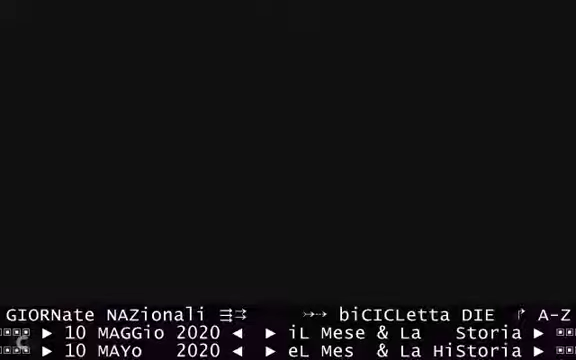 GIORNate NAZionali ⇶⇉ ⤐⤑ biCICLetta DIE ↱ A-Z
▶ 10 MAGGio 2020 ◀ ▶ iL Mese & La Storia ▶
▶ 10 MAYo 2020 ◀ ▶ eL Mes & La HiStoria ▶